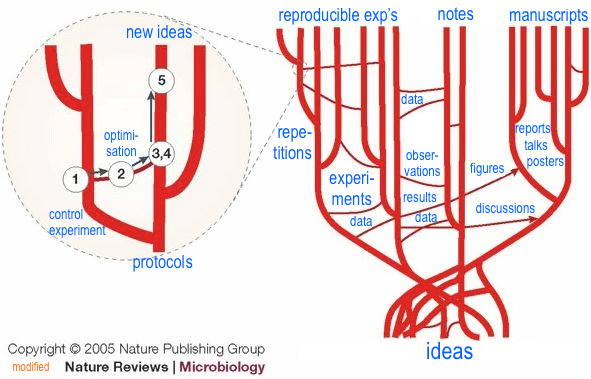 reproducible exp's
notes
manuscripts
new ideas
5
optimi-
sation
3,4
2
1
control
experiment
protocols
data
repe-
titions
reports
talks
posters
obser-
vations
figures
experi-
ments
results
data
data
discussions
ideas
Copyright © 2005 Nature Publishing Group
modified
Nature Reviews | Microbiology